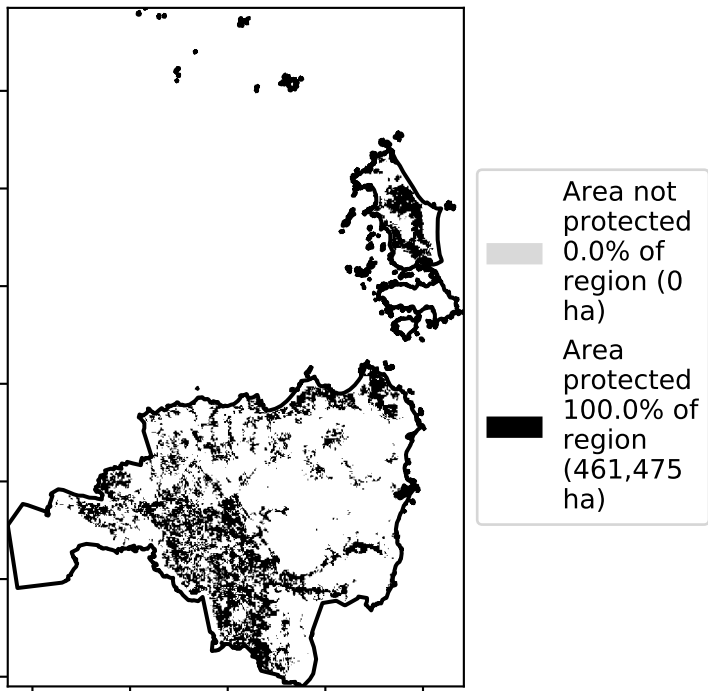 Area not
protected
0.0% of
region (0
ha)
Area
protected
100.0% of
region
(461,475
ha)